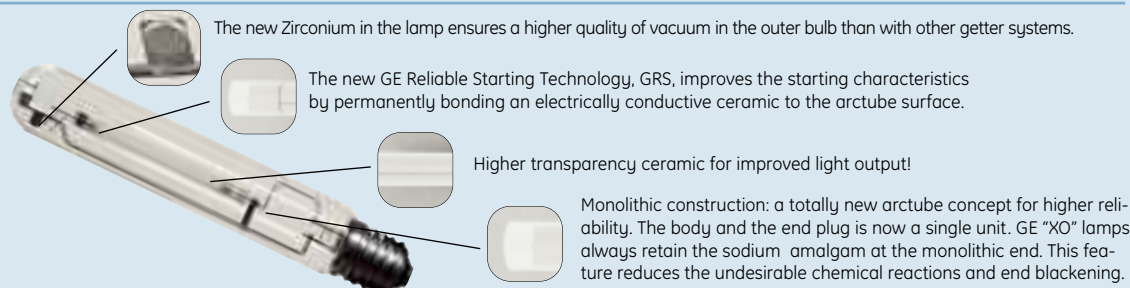 The new Zirconium in the lamp ensures a higher quality of vacuum in the outer bulb than with other getter systems.
The new GE Reliable Starting Technology, GRS, improves the starting characteristics
by permanently bonding an electrically conductive ceramic to the arctube surface.
Higher transparency ceramic for improved light output!
Monolithic construction: a totally new arctube concept for higher reli-
ability. The body and the end plug is now a single unit. GE “XO” lamps
always retain the sodium amalgam at the monolithic end. This fea-
ture reduces the undesirable chemical reactions and end blackening.